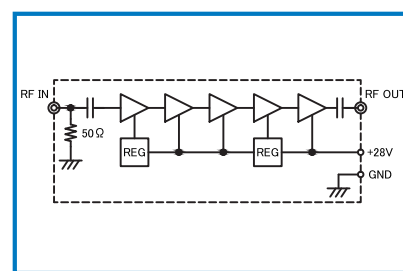 RF IN
RF OUT
50Ω
REG
REG
+28V
GND